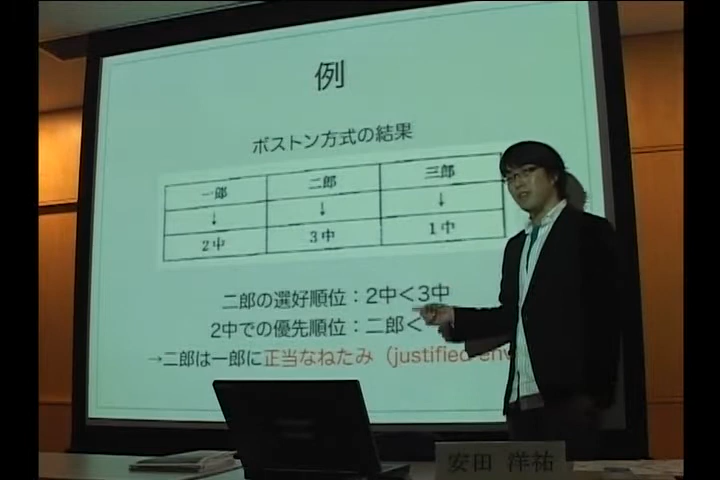 例
ボストン方式の結果
一郎 二郎 三郎
↓ ↓ ↓
2中 3中 1中
二郎の選好順位：2中<3中
2中での優先順位：二郎<
→二郎は一郎に正当なねたみ（justified env
安田 洋祐